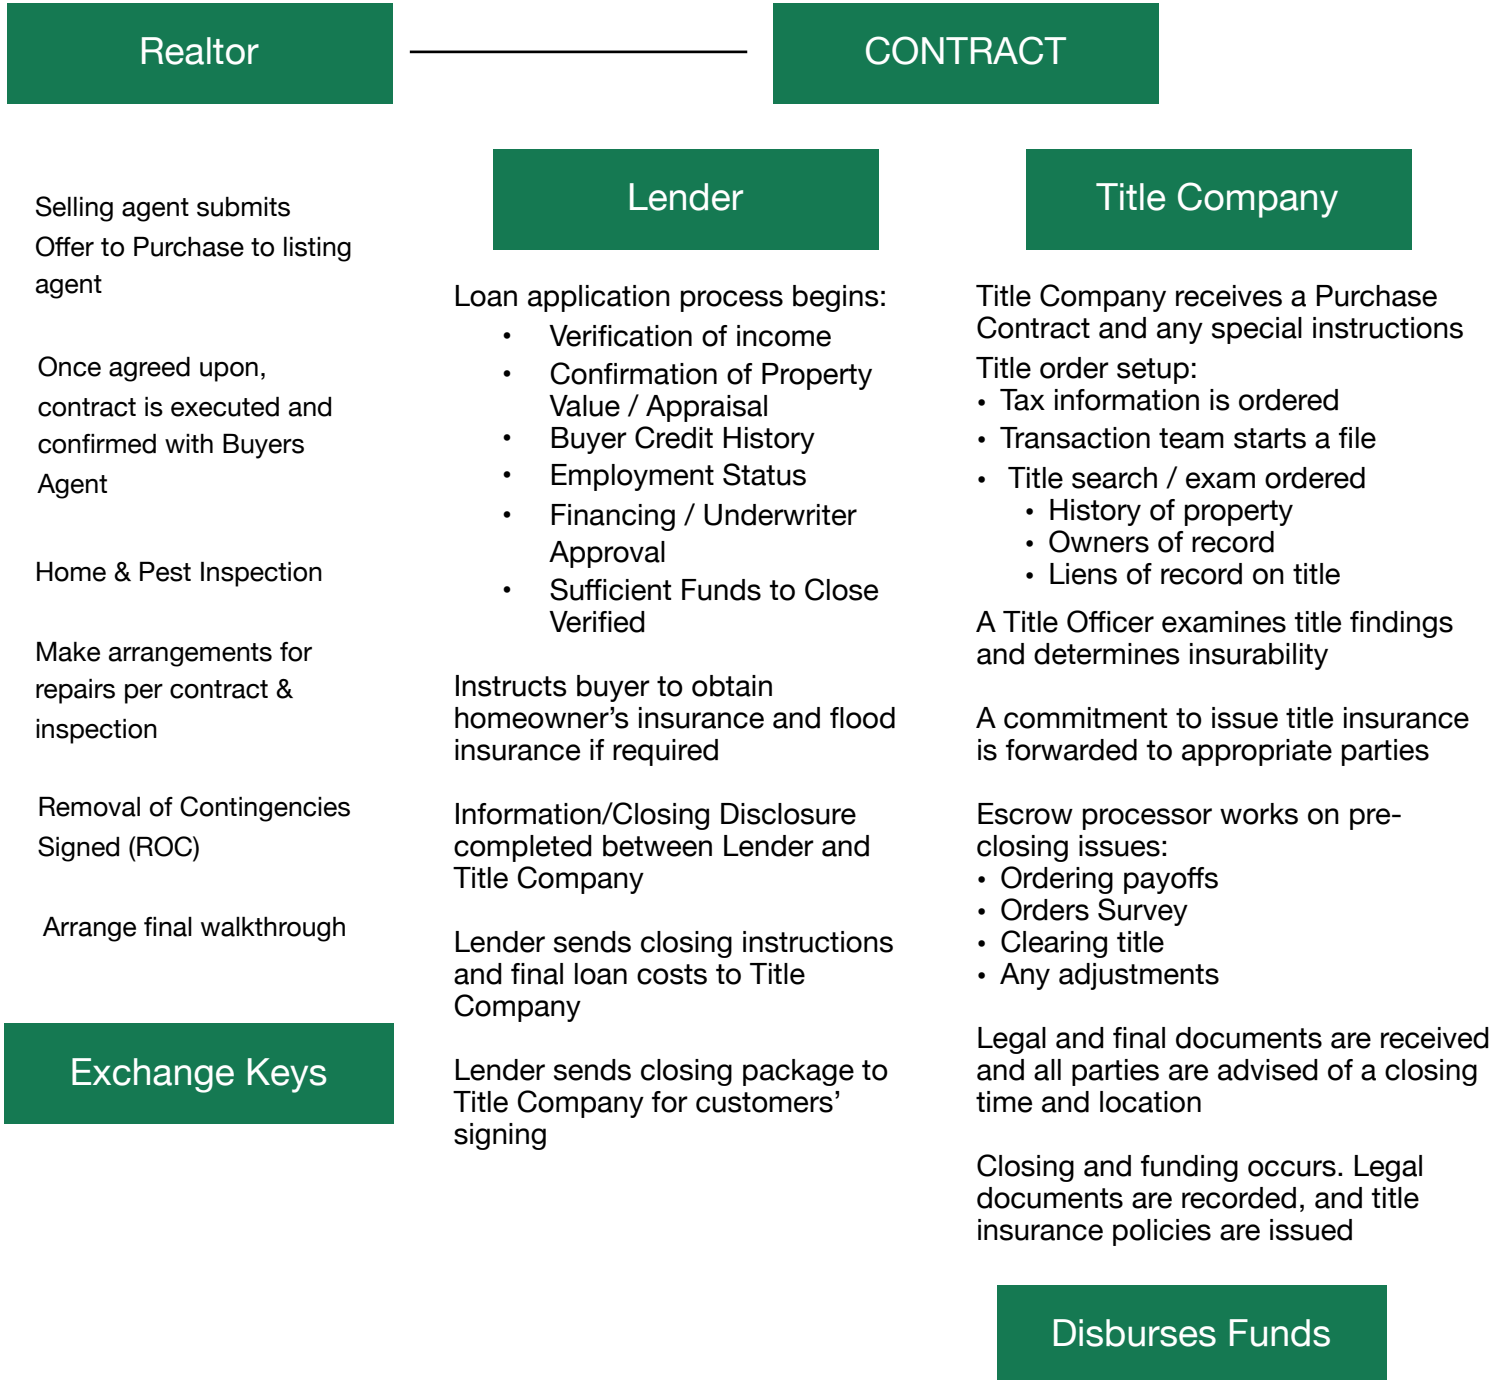 Realtor
CONTRACT
Selling agent submits
Offer to Purchase to listing
agent
Once agreed upon,
contract is executed and
confirmed with Buyers
Agent
Home & Pest Inspection
Make arrangements for
repairs per contract &
inspection
Removal of Contingencies
Signed (ROC)
Arrange final walkthrough
Exchange Keys
Lender
Loan application process begins:
• Verification of income
• Confirmation of Property
Value / Appraisal
• Buyer Credit History
• Employment Status
• Financing / Underwriter
Approval
• Sufficient Funds to Close
Verified
Instructs buyer to obtain
homeowner’s insurance and flood
insurance if required
Information/Closing Disclosure
completed between Lender and
Title Company
Lender sends closing instructions
and final loan costs to Title
Company
Lender sends closing package to
Title Company for customers’
signing
Title Company
Title Company receives a Purchase
Contract and any special instructions
Title order setup:
• Tax information is ordered
• Transaction team starts a file
• Title search / exam ordered
• History of property
• Owners of record
• Liens of record on title
A Title Officer examines title findings
and determines insurability
A commitment to issue title insurance
is forwarded to appropriate parties
Escrow processor works on pre-
closing issues:
• Ordering payoffs
• Orders Survey
• Clearing title
• Any adjustments
Legal and final documents are received
and all parties are advised of a closing
time and location
Closing and funding occurs. Legal
documents are recorded, and title
insurance policies are issued
Disburses Funds